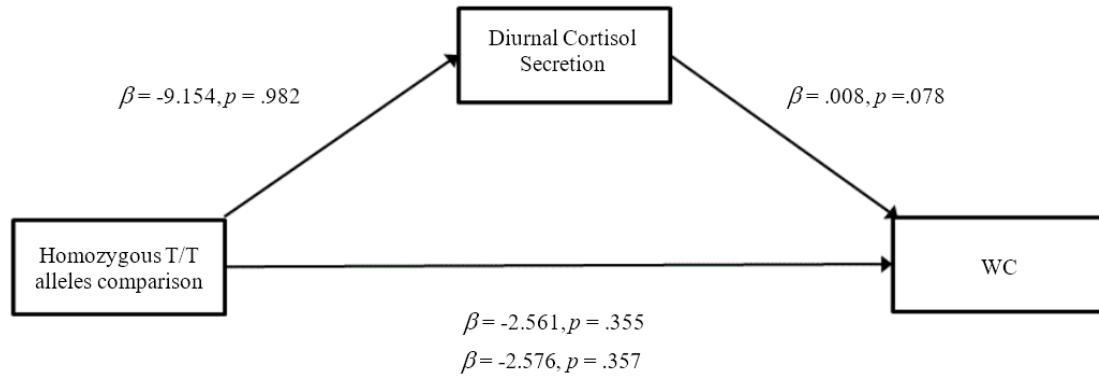 Diurnal Cortisol
Secretion
β = -9.154, p = .982
β = .008, p =.078
Homozygous T/T
alleles comparison
WC
β = -2.561, p = .355
β = -2.576, p = .357